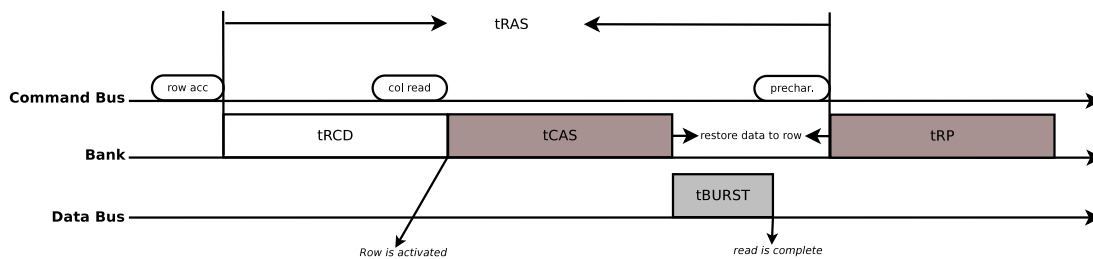 tRAS
row acc
col read
prechar.
Command Bus
tRCD
tCAS
restore data to row
tRP
Bank
tBURST
Data Bus
Row is activated
read is complete